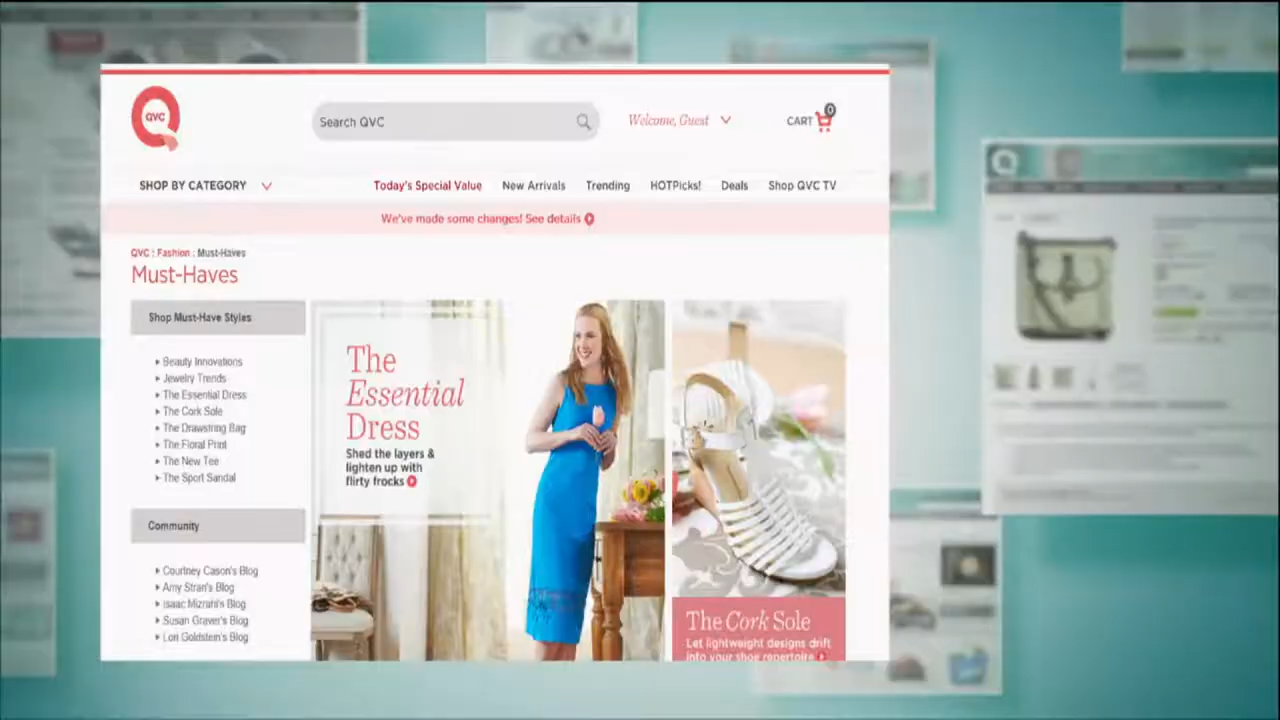 QVC
Search QVC
Welcome, Guest
CART
0
SHOP BY CATEGORY
Today's Special Value
New Arrivals
Trending
HOTPicks!
Deals
Shop QVC TV
We've made some changes! See details
QVC : Fashion : Must-Haves
Must-Haves
Shop Must-Have Styles
Beauty Innovations
Jewelry Trends
The Essential Dress
The Cork Sole
The Drawstring Bag
The Floral Print
The New Tee
The Sport Sandal
Community
Courtney Cason's Blog
Amy Stran's Blog
Isaac Mizrahi's Blog
Susan Graver's Blog
Lori Goldstein's Blog
The
Essential
Dress
Shed the layers &
lighten up with
flirty frocks
The Cork Sole
Let lightweight designs drift
into your shoe repertoire